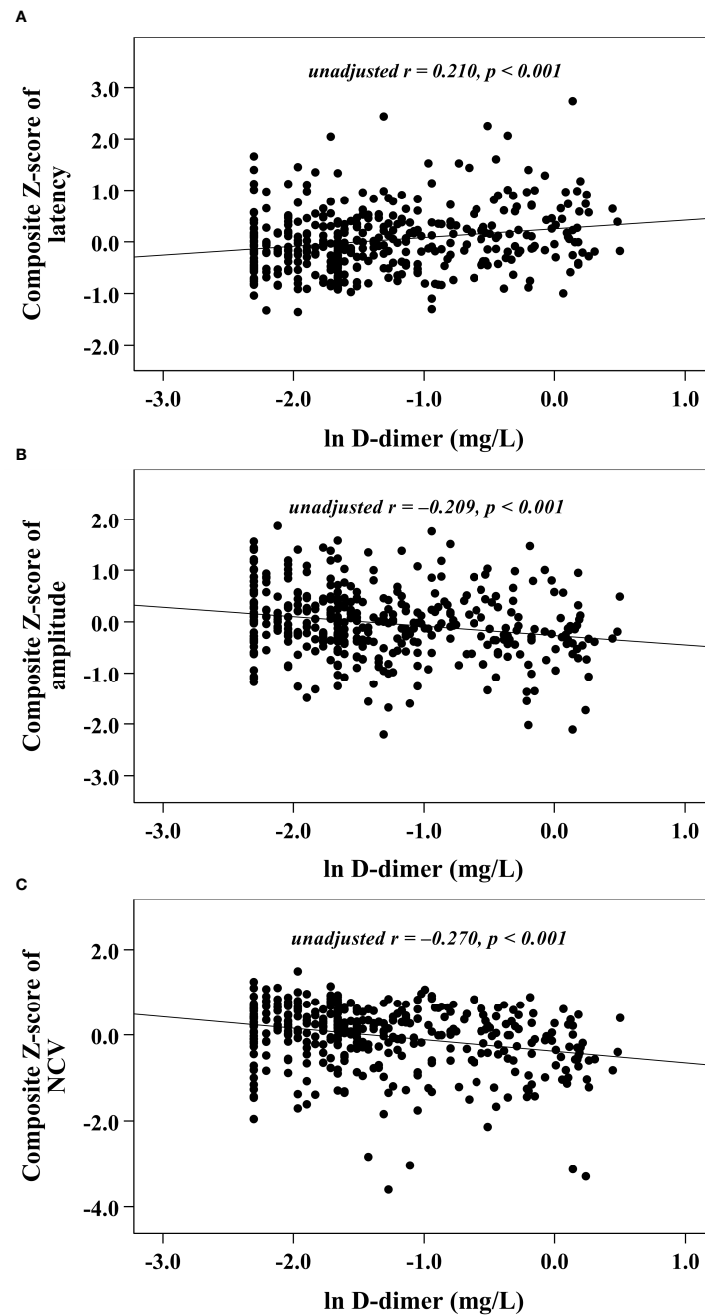 A
unadjusted r = 0.210, p < 0.001
Composite Z-score of
latency
3.0
2.0
1.0
0.0
-1.0
-2.0
-3.0 -2.0 -1.0 0.0 1.0
ln D-dimer (mg/L)
B
unadjusted r = –0.209, p < 0.001
Composite Z-score of
amplitude
2.0
1.0
0.0
-1.0
-2.0
-3.0
-3.0 -2.0 -1.0 0.0 1.0
ln D-dimer (mg/L)
C
unadjusted r = –0.270, p < 0.001
Composite Z-score of
NCV
2.0
0.0
-2.0
-4.0
-3.0 -2.0 -1.0 0.0 1.0
ln D-dimer (mg/L)